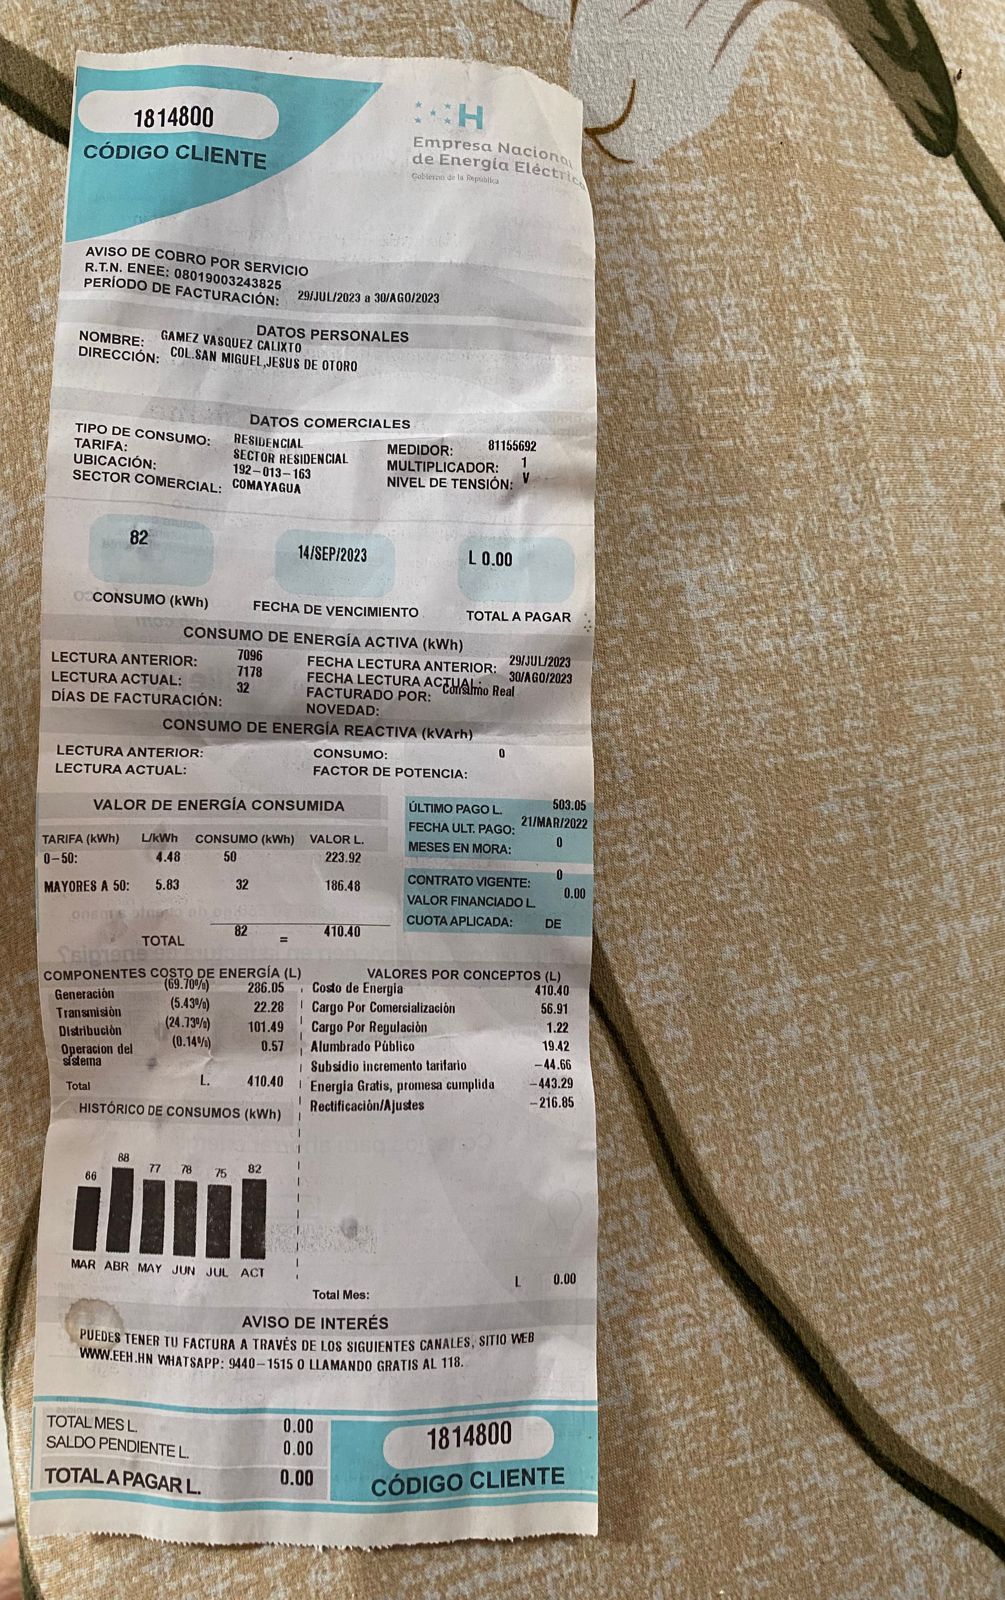 1814800
CÓDIGO CLIENTE
H
Empresa Nacional
de Energía Eléctrica
Gobierno de la República
AVISO DE COBRO POR SERVICIO
R.T.N. ENEE: 08019003243825
PERÍODO DE FACTURACIÓN: 29/JUL/2023 a 30/AGO/2023
DATOS PERSONALES
NOMBRE: GAMEZ VASQUEZ CALIXTO
DIRECCIÓN: COL.SAN MIGUEL,JESUS DE OTORO
DATOS COMERCIALES
TIPO DE CONSUMO: RESIDENCIAL
TARIFA: SECTOR RESIDENCIAL MEDIDOR: 81155692
UBICACIÓN: 192-013-163 MULTIPLICADOR: 1
SECTOR COMERCIAL: COMAYAGUA NIVEL DE TENSIÓN: V
82 14/SEP/2023 L 0.00
CONSUMO (kWh) FECHA DE VENCIMIENTO TOTAL A PAGAR
CONSUMO DE ENERGÍA ACTIVA (kWh)
LECTURA ANTERIOR: 7096 FECHA LECTURA ANTERIOR: 29/JUL/2023
LECTURA ACTUAL: 7178 FECHA LECTURA ACTUAL: 30/AGO/2023
DÍAS DE FACTURACIÓN: 32 FACTURADO POR: Consumo Real
NOVEDAD:
CONSUMO DE ENERGÍA REACTIVA (kVArh)
LECTURA ANTERIOR: CONSUMO: 0
LECTURA ACTUAL: FACTOR DE POTENCIA:
VALOR DE ENERGÍA CONSUMIDA
TARIFA (kWh) L/kWh CONSUMO (kWh) VALOR L.
0-50: 4.48 50 223.92
MAYORES A 50: 5.83 32 186.48
TOTAL 82 = 410.40
ÚLTIMO PAGO L. 503.05
FECHA ULT. PAGO: 21/MAR/2022
MESES EN MORA: 0
CONTRATO VIGENTE: 0
VALOR FINANCIADO L. 0.00
CUOTA APLICADA: DE
COMPONENTES COSTO DE ENERGÍA (L)
Generación (69.70%) 286.05
Transmisión (5.43%) 22.28
Distribución (24.73%) 101.49
Operacion del sistema (0.14%) 0.57
Total L. 410.40
VALORES POR CONCEPTOS (L)
Costo de Energía 410.40
Cargo Por Comercialización 56.91
Cargo Por Regulación 1.22
Alumbrado Público 19.42
Subsidio incremento tarifario -44.66
Energía Gratis, promesa cumplida -443.29
Rectificación/Ajustes -216.85
HISTÓRICO DE CONSUMOS (kWh)
66 88 77 78 75 82
MAR ABR MAY JUN JUL ACT
Total Mes: L 0.00
AVISO DE INTERÉS
PUEDES TENER TU FACTURA A TRAVÉS DE LOS SIGUIENTES CANALES, SITIO WEB
WWW.EEH.HN WHATSAPP: 9440-1515 O LLAMANDO GRATIS AL 118.
TOTAL MES L. 0.00
SALDO PENDIENTE L. 0.00
TOTAL A PAGAR L. 0.00
1814800
CÓDIGO CLIENTE